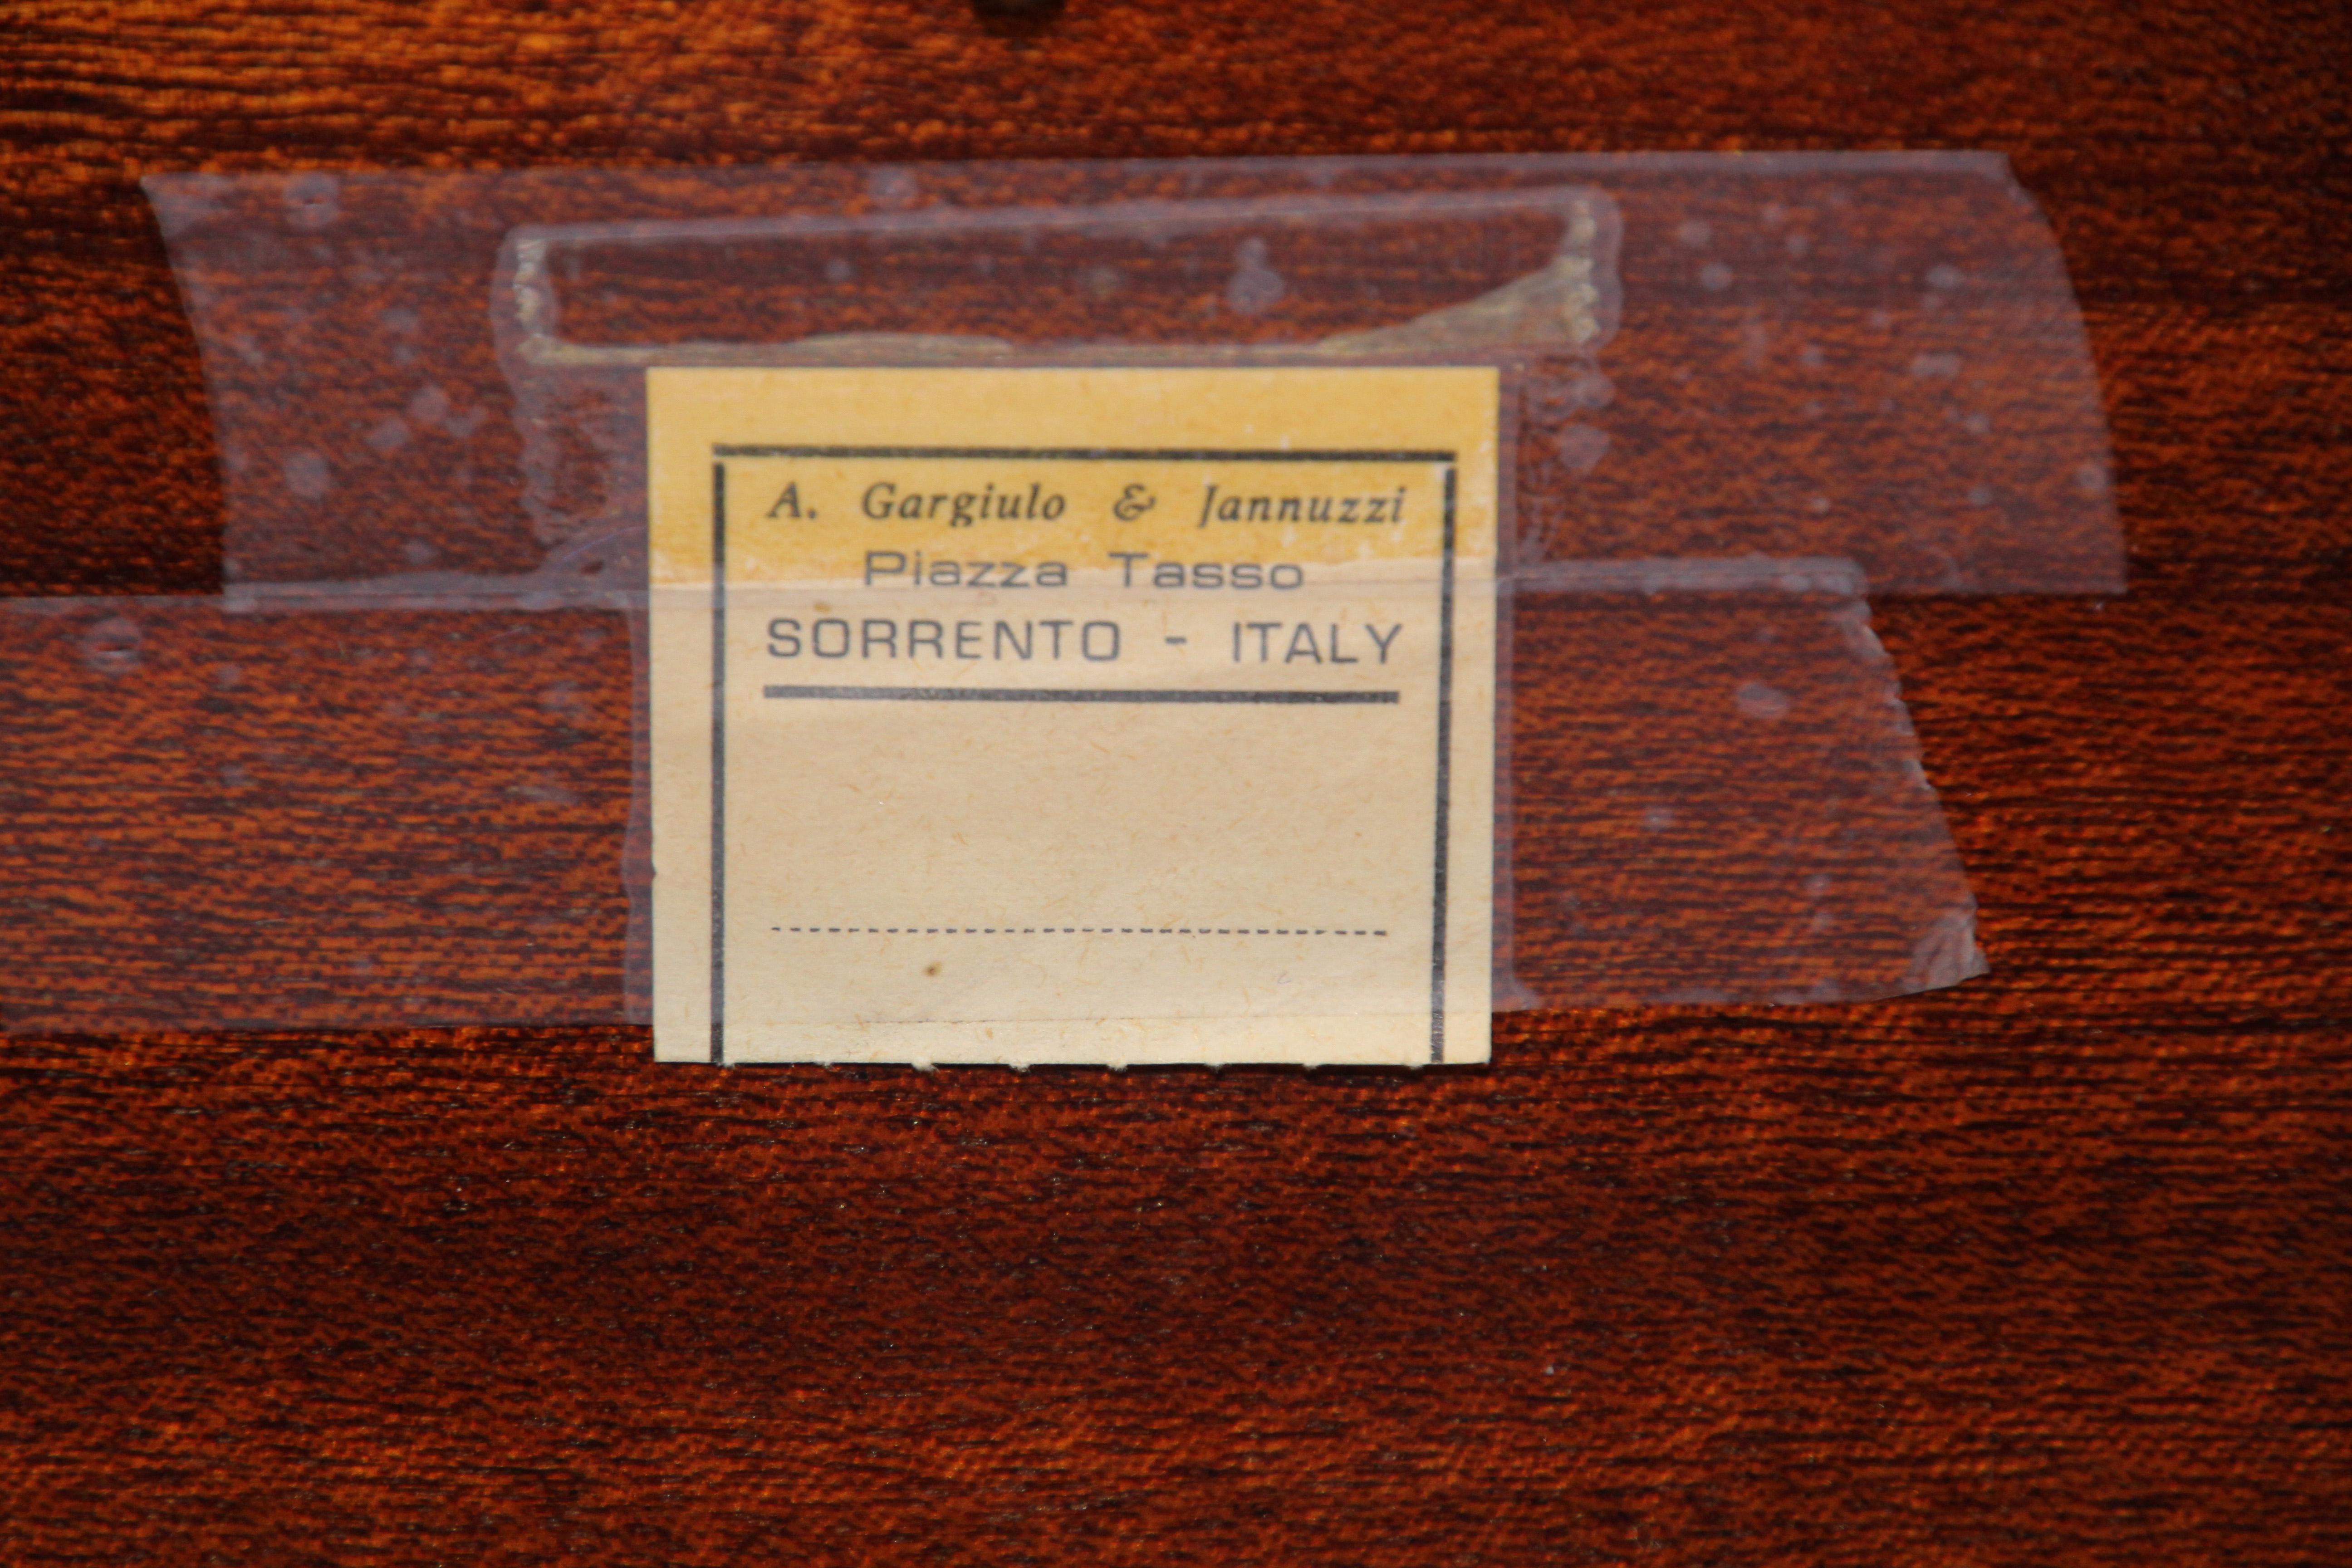 A. Gargiulo & Jannuzzi
Piazza Tasso
SORRENTO - ITALY